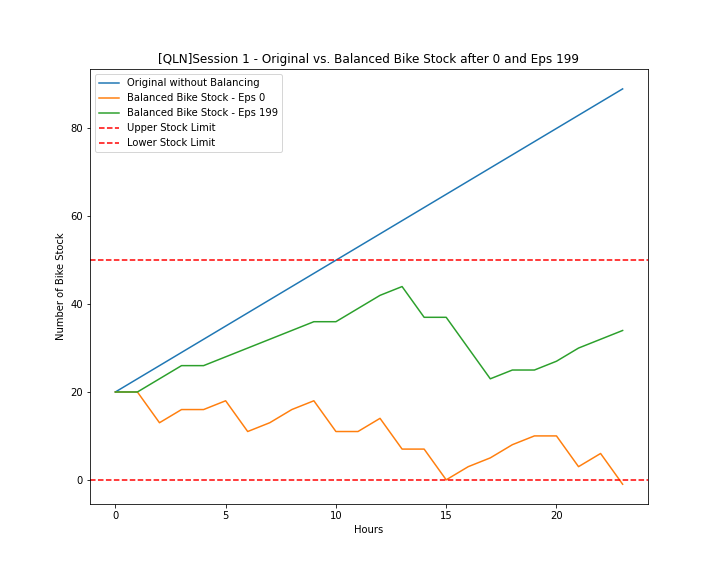 [QLN]Session 1 - Original vs. Balanced Bike Stock after 0 and Eps 199
Original without Balancing
Balanced Bike Stock - Eps 0
Balanced Bike Stock - Eps 199
Upper Stock Limit
Lower Stock Limit
Number of Bike Stock
80
60
40
20
0
0 5 10 15 20
Hours